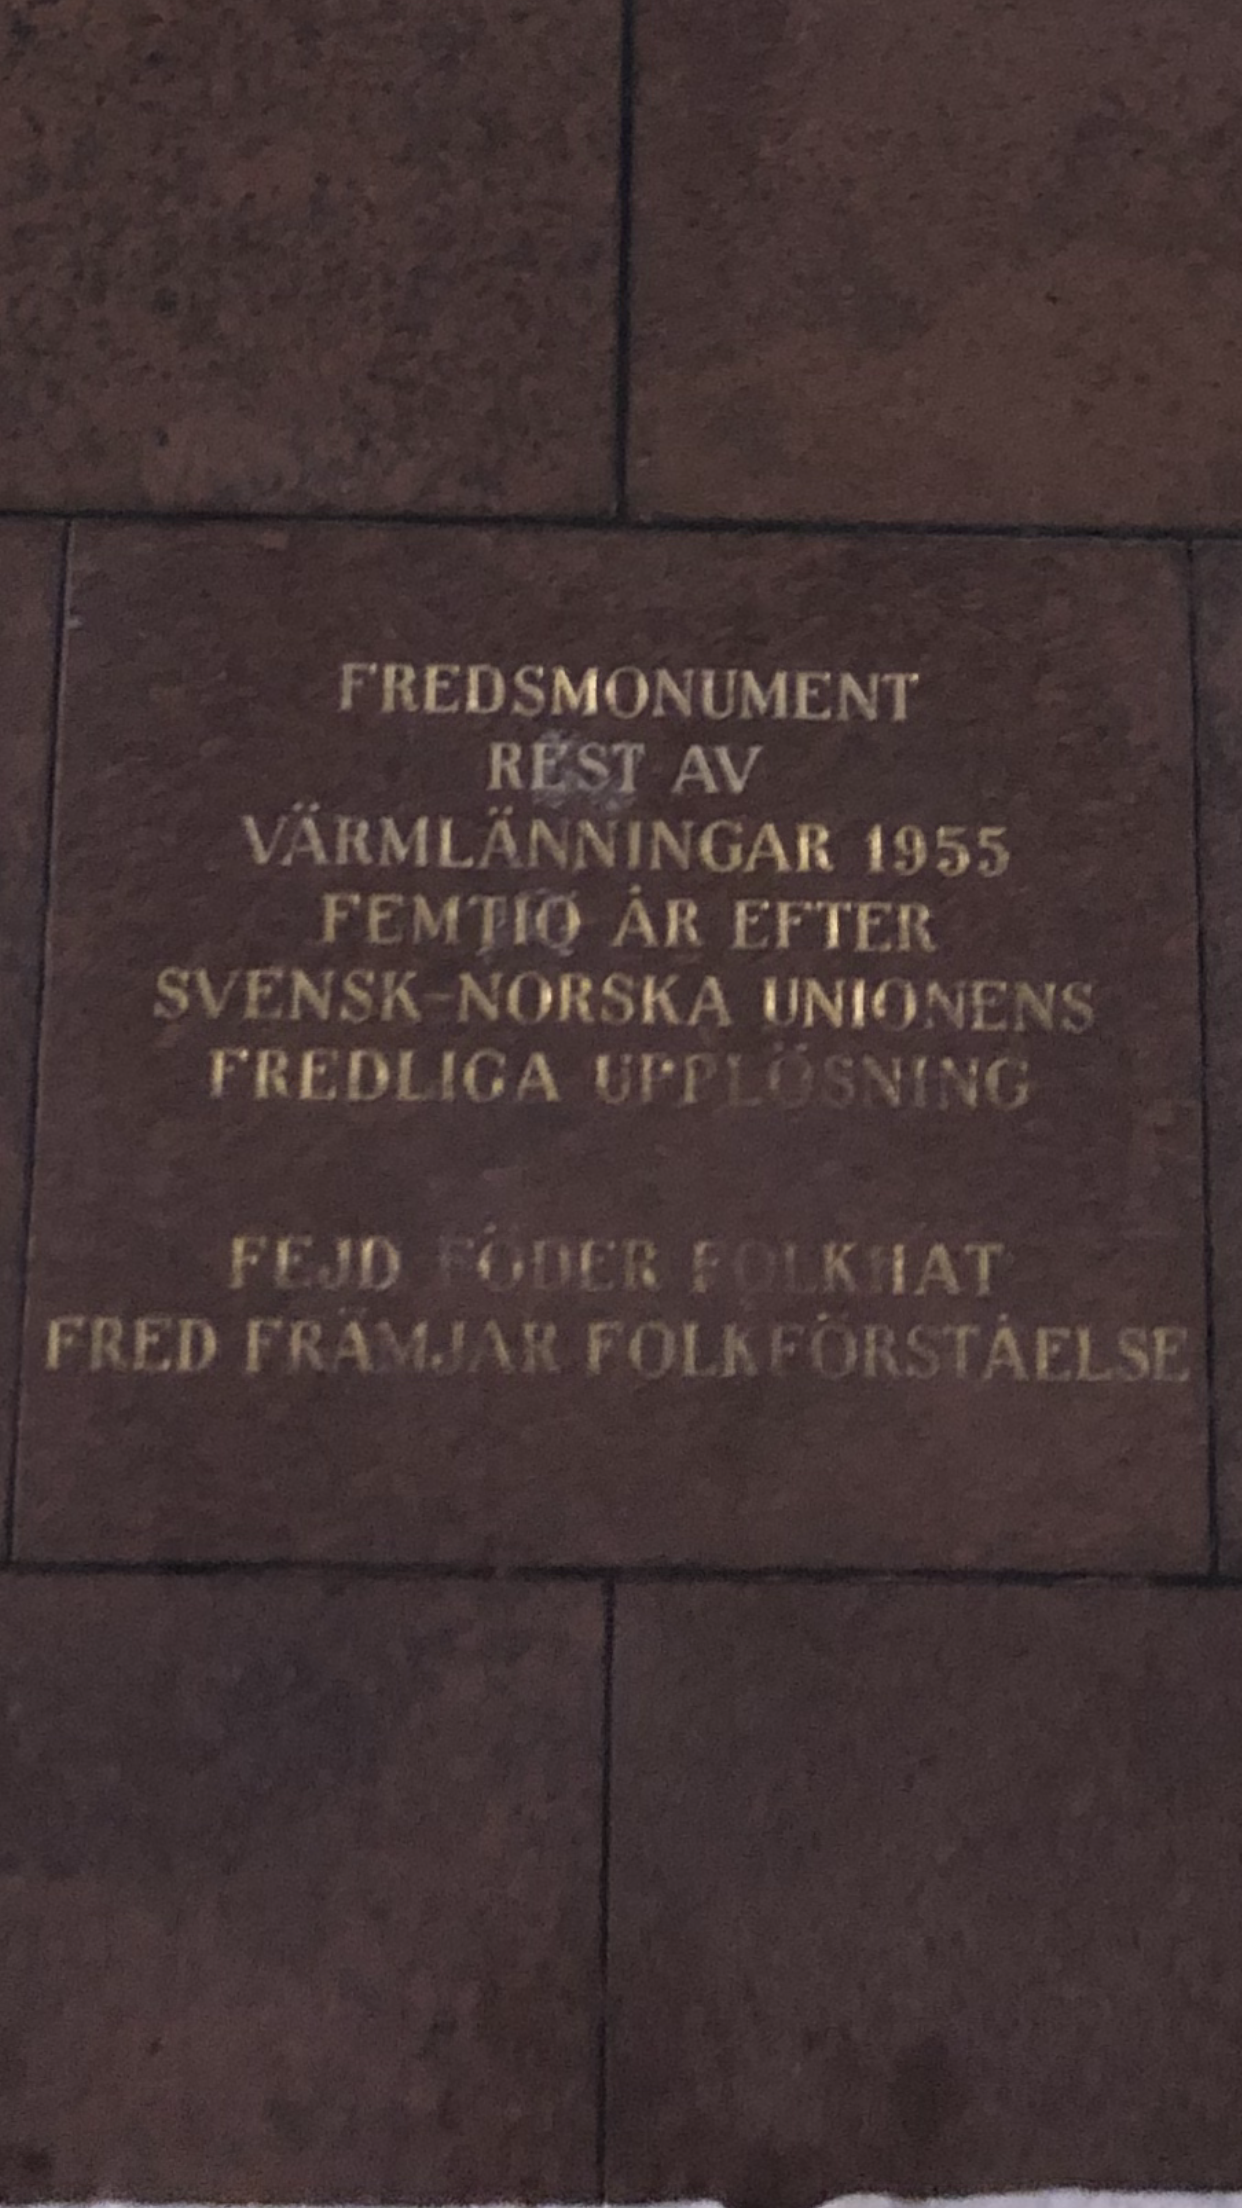 FREDSMONUMENT
REST AV
VÄRMLÄNNINGAR 1955
FEMTIO ÅR EFTER
SVENSK-NORSKA UNIONENS
FREDLIGA UPPLÖSNING
FEJD FÖDER FOLKHAT
FRED FRÄMJAR FOLKFÖRSTÅELSE